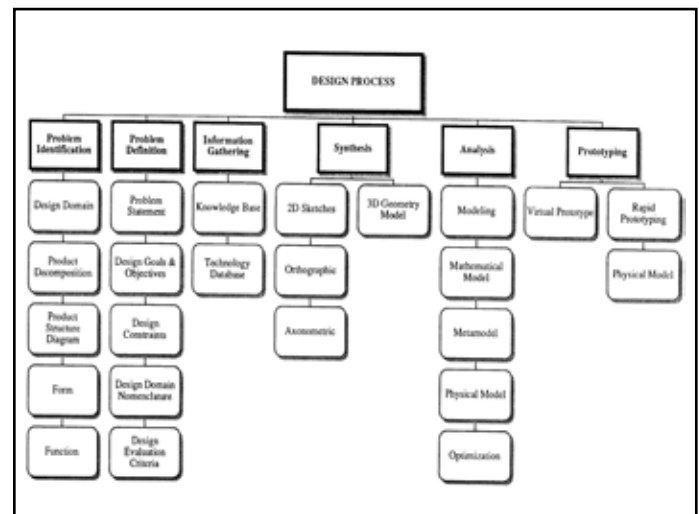 DESIGN PROCESS
Problem
Identification
Problem
Definition
Information
Gathering
Synthesis
Analysis
Prototyping
Design Domain
Product
Decomposition
Product
Structure
Diagram
Form
Function
Problem
Statement
Design Goals &
Objectives
Design
Constraints
Design Domain
Nomenclature
Design
Evaluation
Criteria
Knowledge Base
Technology
Database
2D Sketches
Orthographic
Axonometric
3D Geometry
Model
Modeling
Mathematical
Model
Metamodel
Physical Model
Optimization
Virtual Prototype
Rapid
Prototyping
Physical Model